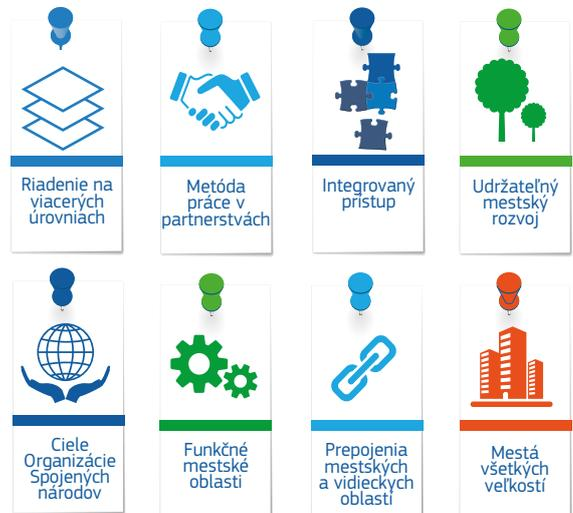 Riadenie na
viacerých
úrovniach
Metóda
práce v
partnerstvách
Integrovaný
prístup
Udržateľný
mestský
rozvoj
Ciele
Organizácie
Spojených
národov
Funkčné
mestské
oblasti
Prepojenia
mestských
a vidieckych
oblastí
Mestá
všetkých
veľkostí